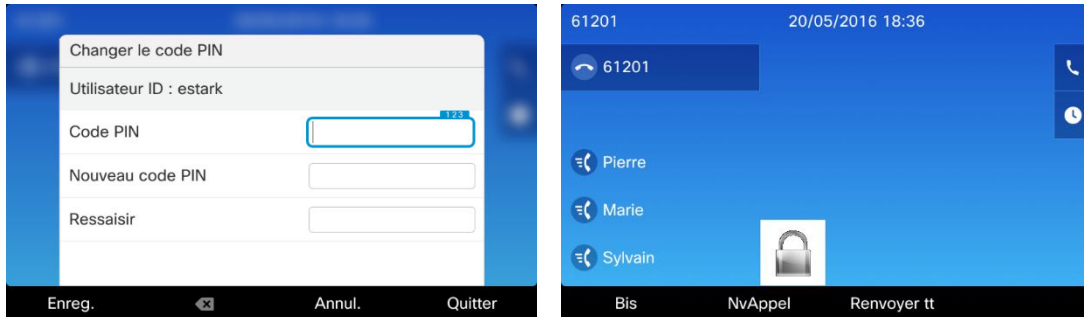 Changer le code PIN
Utilisateur ID : estark
Code PIN
123
Nouveau code PIN
Ressaisir
Enreg. Annul. Quitter
61201 20/05/2016 18:36
61201
Pierre
Marie
Sylvain
Bis NvAppel Renvoyer tt